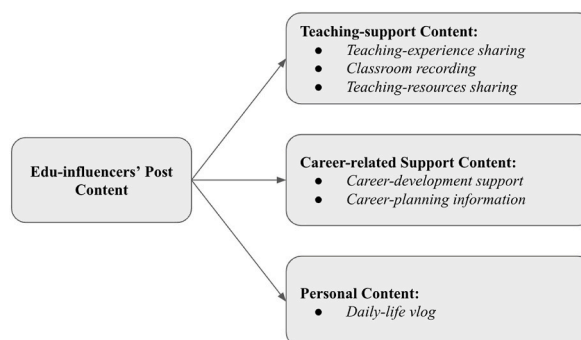 Edu-influencers' Post
Content
Teaching-support Content:
● Teaching-experience sharing
● Classroom recording
● Teaching-resources sharing
Career-related Support Content:
● Career-development support
● Career-planning information
Personal Content:
● Daily-life vlog